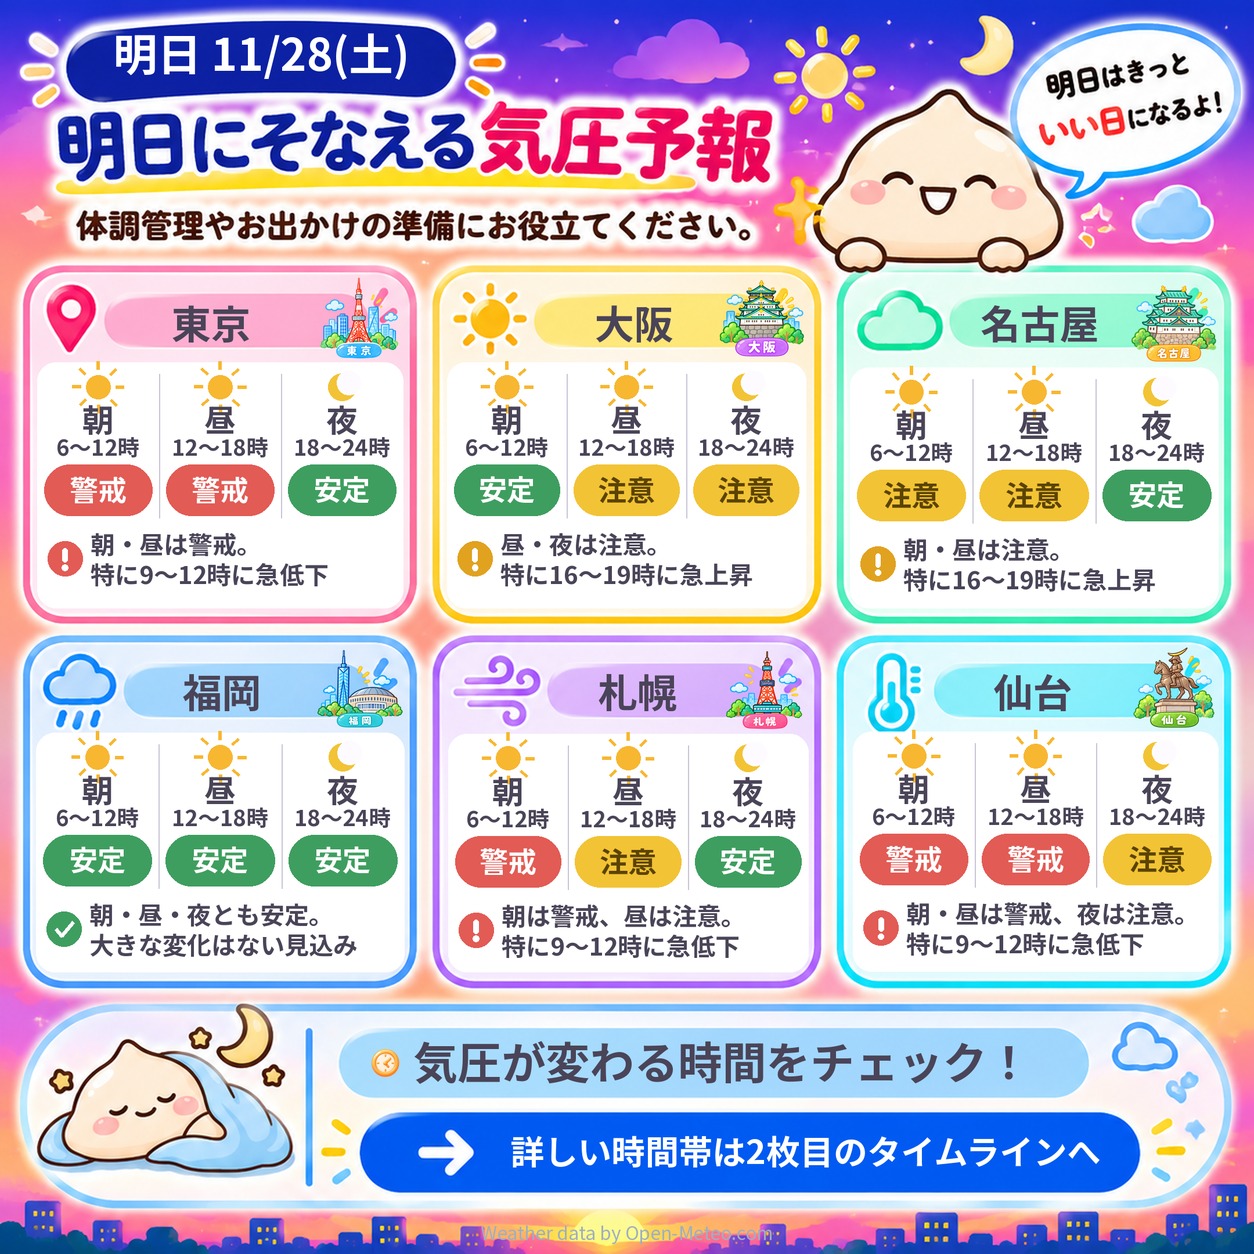 明日 11/28(土)
明日にそなえる気圧予報
体調管理やお出かけの準備にお役立てください。
明日はきっと
いい日になるよ!
東京
東京
朝 昼 夜
6〜12時 12〜18時 18〜24時
警戒 警戒 安定
朝・昼は警戒。
特に9〜12時に急低下
大阪
大阪
朝 昼 夜
6〜12時 12〜18時 18〜24時
安定 注意 注意
昼・夜は注意。
特に16〜19時に急上昇
名古屋
名古屋
朝 昼 夜
6〜12時 12〜18時 18〜24時
注意 注意 安定
朝・昼は注意。
特に16〜19時に急上昇
福岡
福岡
朝 昼 夜
6〜12時 12〜18時 18〜24時
安定 安定 安定
朝・昼・夜とも安定。
大きな変化はない見込み
札幌
札幌
朝 昼 夜
6〜12時 12〜18時 18〜24時
警戒 注意 安定
朝は警戒、昼は注意。
特に9〜12時に急低下
仙台
仙台
朝 昼 夜
6〜12時 12〜18時 18〜24時
警戒 警戒 注意
朝・昼は警戒、夜は注意。
特に9〜12時に急低下
気圧が変わる時間をチェック！
詳しい時間帯は2枚目のタイムラインへ
Weather data by Open-Meteo.com